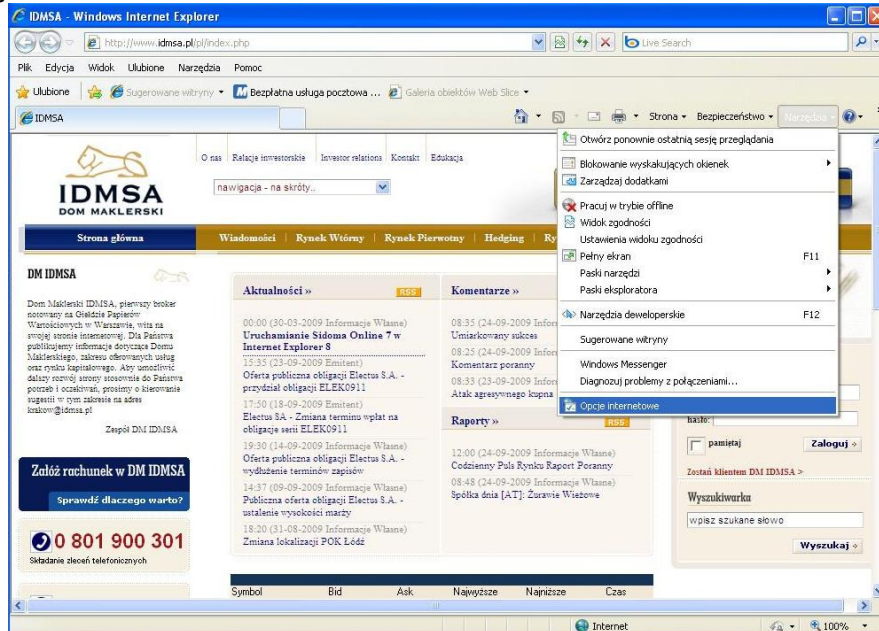 IDMSA - Windows Internet Explorer
http://www.idmsa.pl/pl/index.php
Live Search
Plik Edycja Widok Ulubione Narzędzia Pomoc
Ulubione Sugerowane witryny Bezpłatna usługa pocztowa ... Galeria obiektów Web Slice
IDMSA
Strona Bezpieczeństwo Narzędzia
O nas Relacje inwestorskie Investor relations Kontakt Edukacja
nawigacja - na skróty..
IDMSA
DOM MAKLERSKI
Strona główna Wiadomości | Rynek Wtórny | Rynek Pierwotny | Hedging
Otwórz ponownie ostatnią sesję przeglądania
Blokowanie wyskakujących okienek
Zarządzaj dodatkami
Pracuj w trybie offline
Widok zgodności
Ustawienia widoku zgodności
Pełny ekran F11
Paski narzędzi
Paski eksploratora
Narzędzia deweloperskie F12
Sugerowane witryny
Windows Messenger
Diagnozuj problemy z połączeniami...
Opcje internetowe
DM IDMSA
Dom Maklerski IDMSA, pierwszy broker
notowany na Giełdzie Papierów
Wartościowych w Warszawie, wita na
swojej stronie internetowej. Dla Państwa
publikujemy informacje dotyczące Domu
Maklerskiego, zakresu oferowanych usług
oraz rynku kapitałowego. Aby umożliwić
dalszy rozwój strony stosownie do Państwa
potrzeb i oczekiwań, prosimy o kierowanie
sugestii w tym zakresie na adres
krakow@idmsa.pl
Zespół DM IDMSA
Załóż rachunek w DM IDMSA
Sprawdź dlaczego warto?
0 801 900 301
Składanie zleceń telefonicznych
Aktualności » RSS
00:00 (30-03-2009 Informacje Własne)
Uruchamianie Sidoma Online 7 w
Internet Explorer 8
15:35 (23-09-2009 Emitent)
Oferta publiczna obligacji Electus S.A. -
przydział obligacji ELEK0911
17:50 (18-09-2009 Emitent)
Electus SA - Zmiana terminu wpłat na
obligacje serii ELEK0911
19:30 (14-09-2009 Informacje Własne)
Oferta publiczna obligacji Electus S.A. -
wydłużenie terminów zapisów
14:37 (09-09-2009 Informacje Własne)
Publiczna oferta obligacji Electus S.A. -
ustalenie wysokości marży
18:20 (31-08-2009 Informacje Własne)
Zmiana lokalizacji POK Łódź
Komentarze »
08:35 (24-09-2009
Umiarkowany sukces
08:25 (24-09-2009
Komentarz poranny
08:33 (23-09-2009
Atak agresywnego kupna
Raporty » RSS
12:00 (24-09-2009 Informacje Własne)
Codzienny Puls Rynku Raport Poranny
08:48 (24-09-2009 Informacje Własne)
Spółka dnia [AT]: Żurawie Wieżowe
hasło:
pamiętaj Zaloguj »
Zostań klientem DM IDMSA >
Wyszukiwarka
wpisz szukane słowo
Wyszukaj »
Symbol Bid Ask Najwyższe Najniższe Czas
Internet 100%